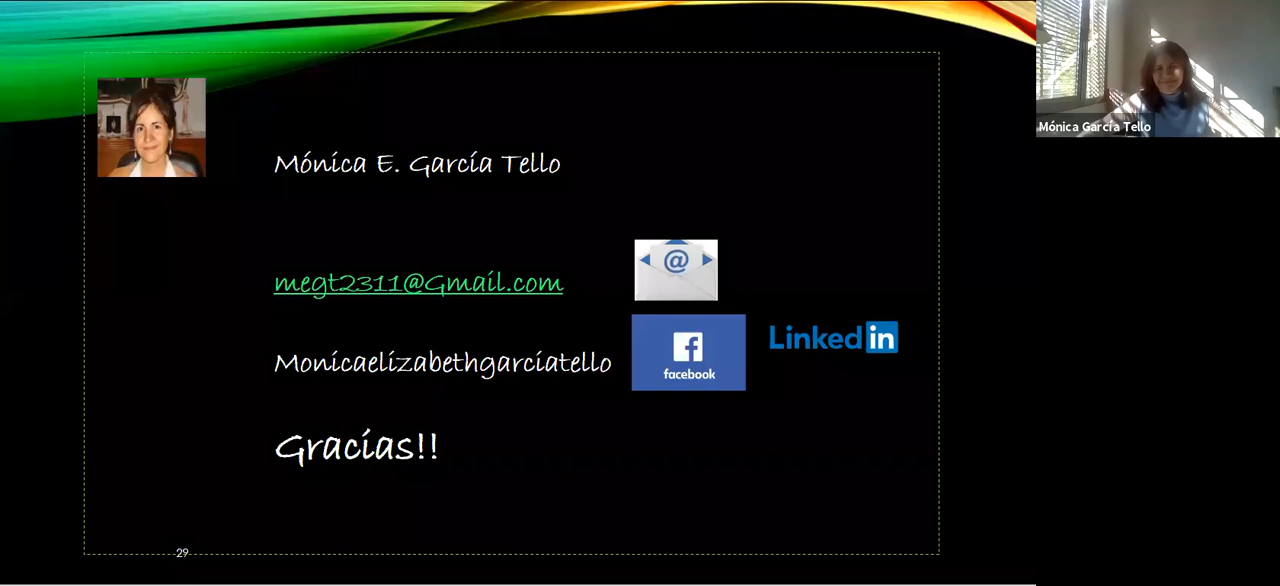 Mónica E. García Tello
Mónica García Tello
megt2311@Gmail.com
@
Linkedin
facebook
Monicaelizabethgarciatello
Gracias!!
29